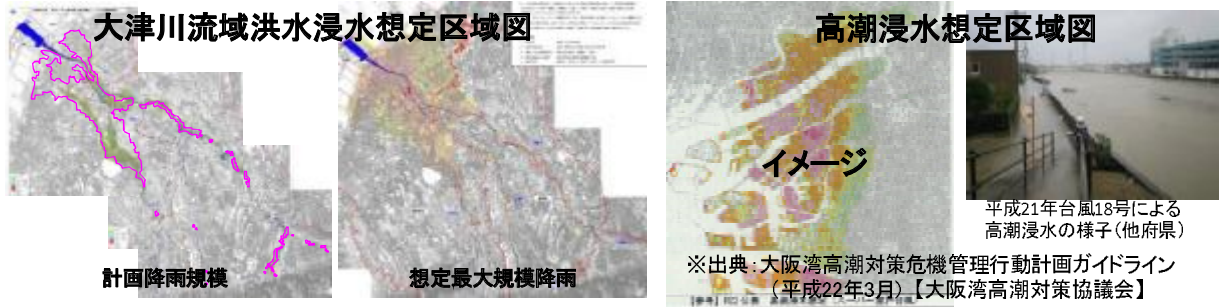 大津川流域洪水浸水想定区域図
計画降雨規模
想定最大規模降雨
高潮浸水想定区域図
イメージ
平成21年台風18号による
高潮浸水の様子（他府県）
※出典：大阪湾高潮対策危機管理行動計画ガイドライン
（平成22年3月）【大阪湾高潮対策協議会】